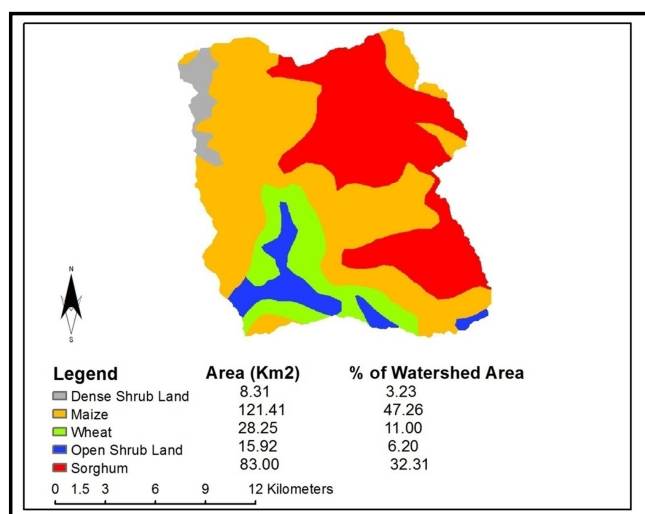 N
S
Legend Area (Km2) % of Watershed Area
Dense Shrub Land 8.31 3.23
Maize 121.41 47.26
Wheat 28.25 11.00
Open Shrub Land 15.92 6.20
Sorghum 83.00 32.31
0 1.5 3 6 9 12 Kilometers